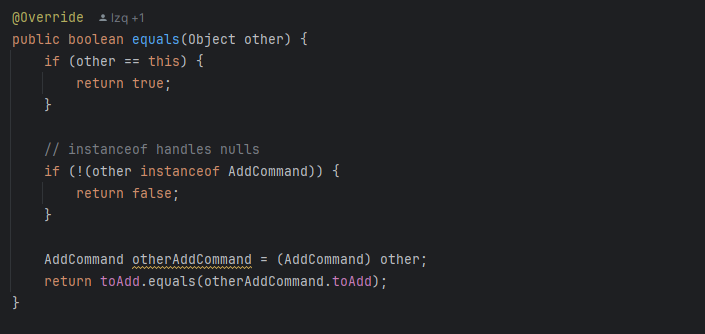 @Override lzq +1
public boolean equals(Object other) {
    if (other == this) {
        return true;
    }

    // instanceof handles nulls
    if (!(other instanceof AddCommand)) {
        return false;
    }

    AddCommand otherAddCommand = (AddCommand) other;
    return toAdd.equals(otherAddCommand.toAdd);
}